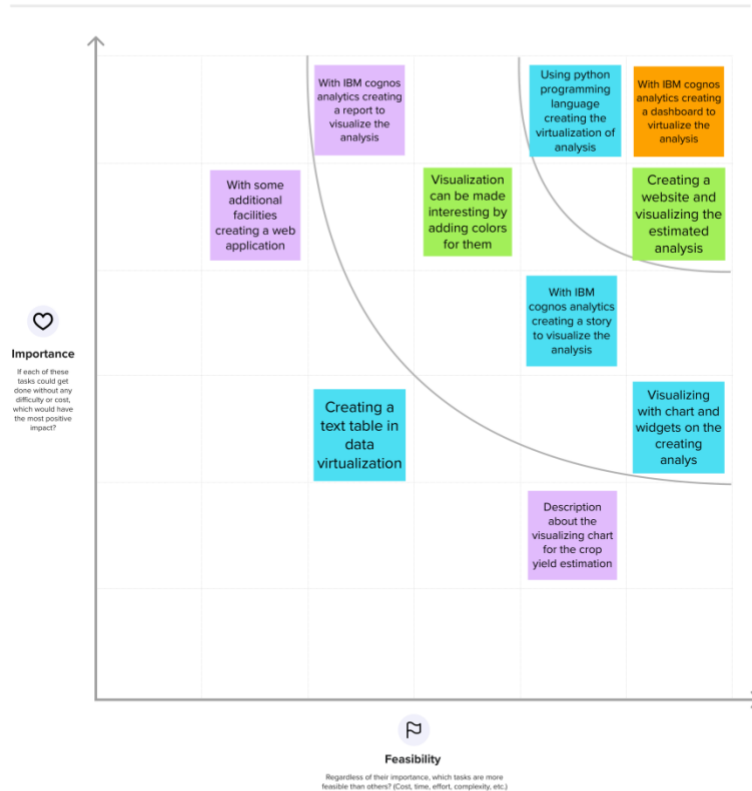 With IBM cognos
analytics creating
a report to
visualize the
analysis
Using python
programming
language
creating the
virtualization of
analysis
With IBM cognos
analytics creating
a dashboard to
virtualize the
analysis
With some
additional
facilities
creating a web
application
Visualization
can be made
interesting by
adding colors
for them
Creating a
website and
visualizing the
estimated
analysis
With IBM
cognos analytics
creating a story
to visualize the
analysis
Importance
If each of these
tasks could get
done without any
difficulty or cost,
which would have
the most positive
impact?
Creating a
text table in
data
virtualization
Visualizing
with chart and
widgets on the
creating
analys
Description
about the
visualizing chart
for the crop
yield estimation
Feasibility
Regardless of their importance, which tasks are more
feasible than others? (Cost, time, effort, complexity, etc.)